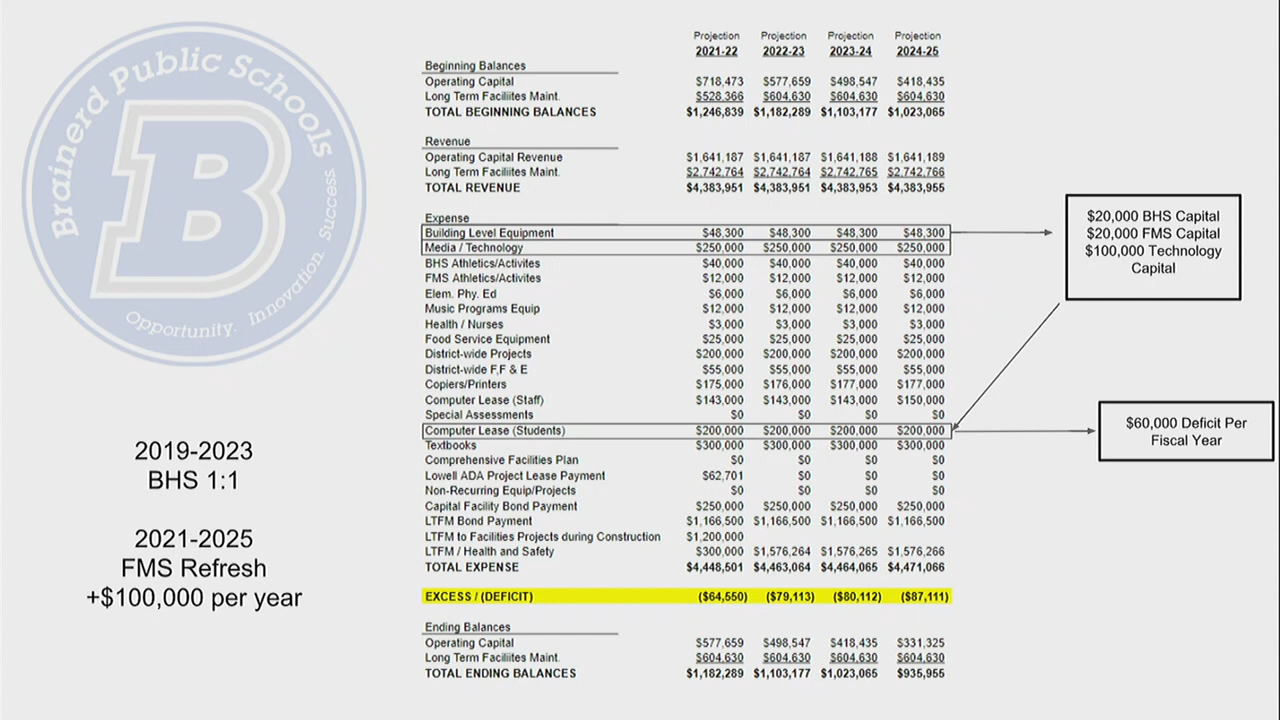 Brainerd Public Schools
B
Opportunity. Innovation. Success.
2019-2023
BHS 1:1
2021-2025
FMS Refresh
+$100,000 per year
Projection Projection Projection Projection
2021-22 2022-23 2023-24 2024-25
Beginning Balances
Operating Capital $718,473 $577,659 $498,547 $418,435
Long Term Faciliites Maint. $528,366 $604,630 $604,630 $604,630
TOTAL BEGINNING BALANCES $1,246,839 $1,182,289 $1,103,177 $1,023,065
Revenue
Operating Capital Revenue $1,641,187 $1,641,187 $1,641,188 $1,641,189
Long Term Faciliites Maint. $2,742,764 $2,742,764 $2,742,765 $2,742,766
TOTAL REVENUE $4,383,951 $4,383,951 $4,383,953 $4,383,955
Expense
Building Level Equipment $48,300 $48,300 $48,300 $48,300
Media / Technology $250,000 $250,000 $250,000 $250,000
BHS Athletics/Activites $40,000 $40,000 $40,000 $40,000
FMS Athletics/Activites $12,000 $12,000 $12,000 $12,000
Elem. Phy. Ed $6,000 $6,000 $6,000 $6,000
Music Programs Equip $12,000 $12,000 $12,000 $12,000
Health / Nurses $3,000 $3,000 $3,000 $3,000
Food Service Equipment $25,000 $25,000 $25,000 $25,000
District-wide Projects $200,000 $200,000 $200,000 $200,000
District-wide F,F & E $55,000 $55,000 $55,000 $55,000
Copiers/Printers $175,000 $176,000 $177,000 $177,000
Computer Lease (Staff) $143,000 $143,000 $143,000 $150,000
Special Assessments $0 $0 $0 $0
Computer Lease (Students) $200,000 $200,000 $200,000 $200,000
Textbooks $300,000 $300,000 $300,000 $300,000
Comprehensive Facilities Plan $0 $0 $0 $0
Lowell ADA Project Lease Payment $62,701 $0 $0 $0
Non-Recurring Equip/Projects $0 $0 $0 $0
Capital Facility Bond Payment $250,000 $250,000 $250,000 $250,000
LTFM Bond Payment $1,166,500 $1,166,500 $1,166,500 $1,166,500
LTFM to Facilities Projects during Construction $1,200,000
LTFM / Health and Safety $300,000 $1,576,264 $1,576,265 $1,576,266
TOTAL EXPENSE $4,448,501 $4,463,064 $4,464,065 $4,471,066
EXCESS / (DEFICIT) ($64,550) ($79,113) ($80,112) ($87,111)
Ending Balances
Operating Capital $577,659 $498,547 $418,435 $331,325
Long Term Faciliites Maint. $604,630 $604,630 $604,630 $604,630
TOTAL ENDING BALANCES $1,182,289 $1,103,177 $1,023,065 $935,955
$20,000 BHS Capital
$20,000 FMS Capital
$100,000 Technology
Capital
$60,000 Deficit Per
Fiscal Year